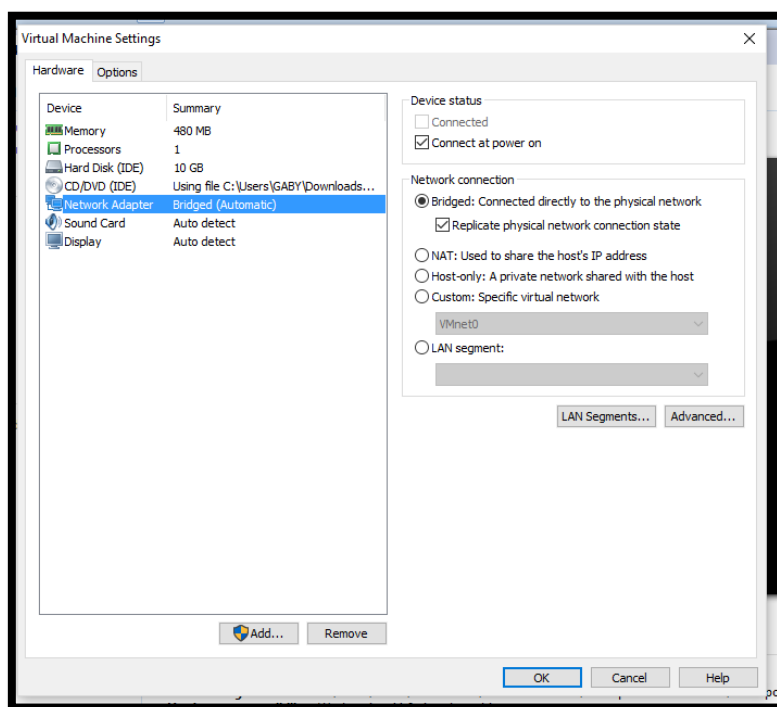 Virtual Machine Settings
Hardware Options
Device Summary
Memory 480 MB
Processors 1
Hard Disk (IDE) 10 GB
CD/DVD (IDE) Using file C:\Users\GABY\Downloads...
Network Adapter Bridged (Automatic)
Sound Card Auto detect
Display Auto detect
Add... Remove
Device status
Connected
Connect at power on
Network connection
Bridged: Connected directly to the physical network
Replicate physical network connection state
NAT: Used to share the host's IP address
Host-only: A private network shared with the host
Custom: Specific virtual network
VMnet0
LAN segment:
LAN Segments... Advanced...
OK Cancel Help